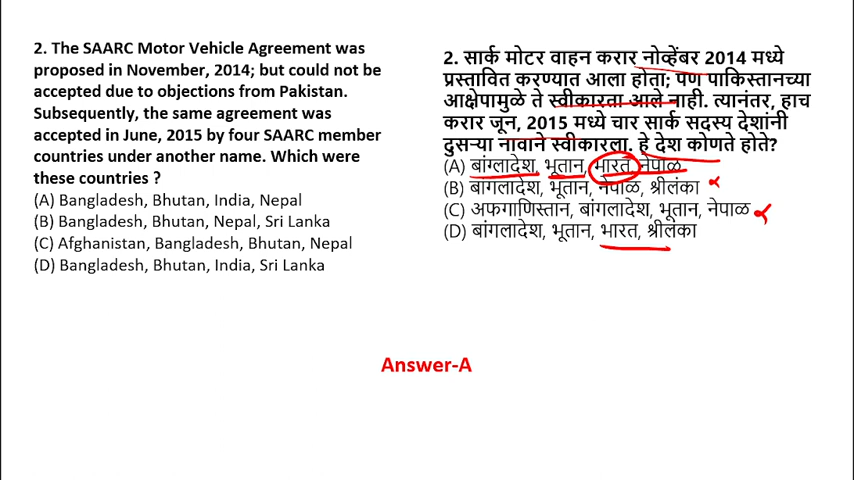 2. The SAARC Motor Vehicle Agreement was
proposed in November, 2014; but could not be
accepted due to objections from Pakistan.
Subsequently, the same agreement was
accepted in June, 2015 by four SAARC member
countries under another name. Which were
these countries ?
(A) Bangladesh, Bhutan, India, Nepal
(B) Bangladesh, Bhutan, Nepal, Sri Lanka
(C) Afghanistan, Bangladesh, Bhutan, Nepal
(D) Bangladesh, Bhutan, India, Sri Lanka
2. सार्क मोटर वाहन करार नोव्हेंबर 2014 मध्ये
प्रस्तावित करण्यात आला होता; पण पाकिस्तानच्या
आक्षेपामुळे ते स्वीकारता आले नाही. त्यानंतर, हाच
करार जून, 2015 मध्ये चार सार्क सदस्य देशांनी
दुसऱ्या नावाने स्वीकारला. हे देश कोणते होते?
(A) बांग्लादेश, भूतान, भारत, नेपाळ
(B) बांगलादेश, भूतान, नेपाळ, श्रीलंका
(C) अफगाणिस्तान, बांगलादेश, भूतान, नेपाळ
(D) बांगलादेश, भूतान, भारत, श्रीलंका
Answer-A